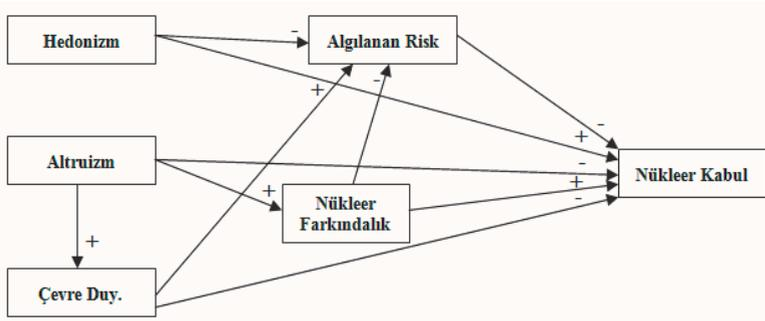 Hedonizm
-
Algılanan Risk
+
-
-
+
Altruizm
-
Nükleer Kabul
+
+
Nükleer
Farkındalık
-
+
Çevre Duy.